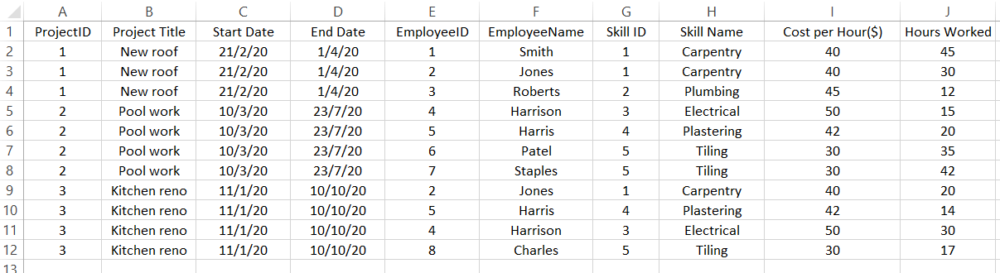 A B C D E F G H I J
1 ProjectID Project Title Start Date End Date EmployeeID EmployeeName Skill ID Skill Name Cost per Hour($) Hours Worked
2 1 New roof 21/2/20 1/4/20 1 Smith 1 Carpentry 40 45
3 1 New roof 21/2/20 1/4/20 2 Jones 1 Carpentry 40 30
4 1 New roof 21/2/20 1/4/20 3 Roberts 2 Plumbing 45 12
5 2 Pool work 10/3/20 23/7/20 4 Harrison 3 Electrical 50 15
6 2 Pool work 10/3/20 23/7/20 5 Harris 4 Plastering 42 20
7 2 Pool work 10/3/20 23/7/20 6 Patel 5 Tiling 30 35
8 2 Pool work 10/3/20 23/7/20 7 Staples 5 Tiling 30 42
9 3 Kitchen reno 11/1/20 10/10/20 2 Jones 1 Carpentry 40 20
10 3 Kitchen reno 11/1/20 10/10/20 5 Harris 4 Plastering 42 14
11 3 Kitchen reno 11/1/20 10/10/20 4 Harrison 3 Electrical 50 30
12 3 Kitchen reno 11/1/20 10/10/20 8 Charles 5 Tiling 30 17
13